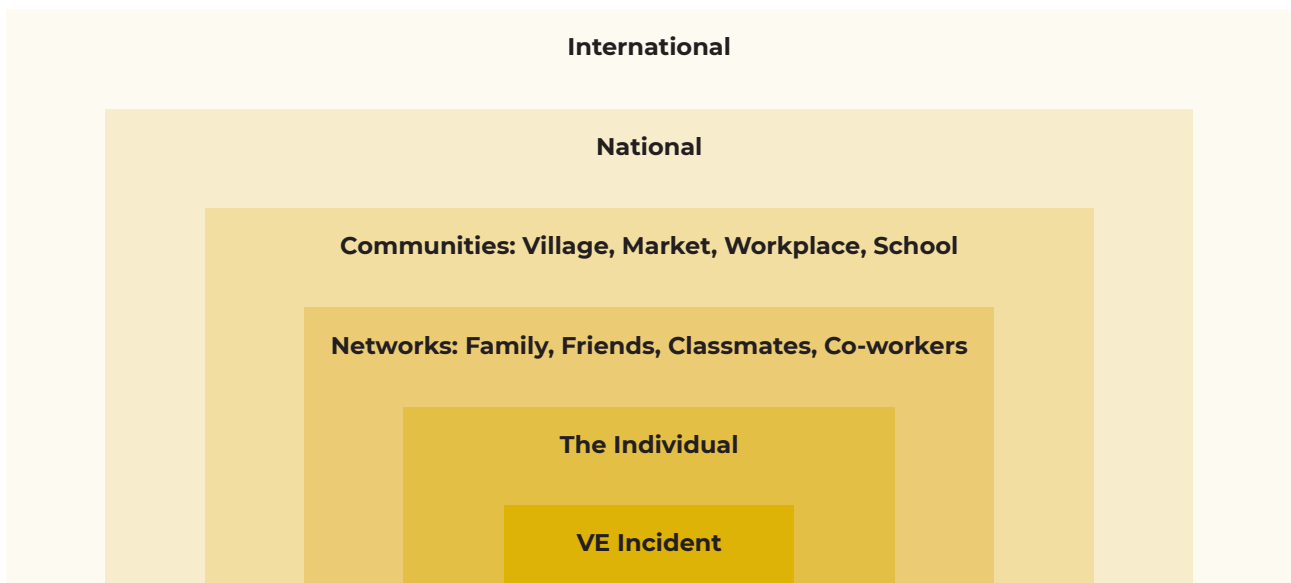 International
National
Communities: Village, Market, Workplace, School
Networks: Family, Friends, Classmates, Co-workers
The Individual
VE Incident